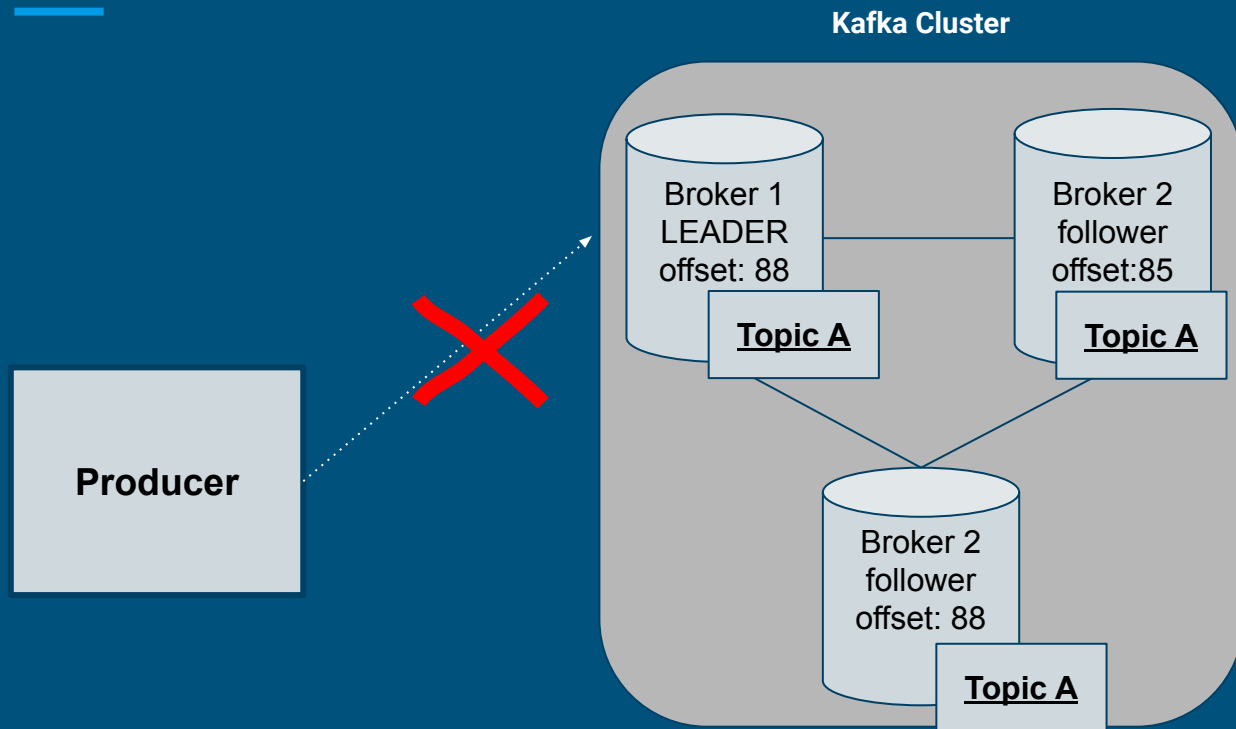 Kafka Cluster
Broker 1
LEADER
offset: 88
Topic A
Broker 2
follower
offset:85
Topic A
Producer
Broker 2
follower
offset: 88
Topic A